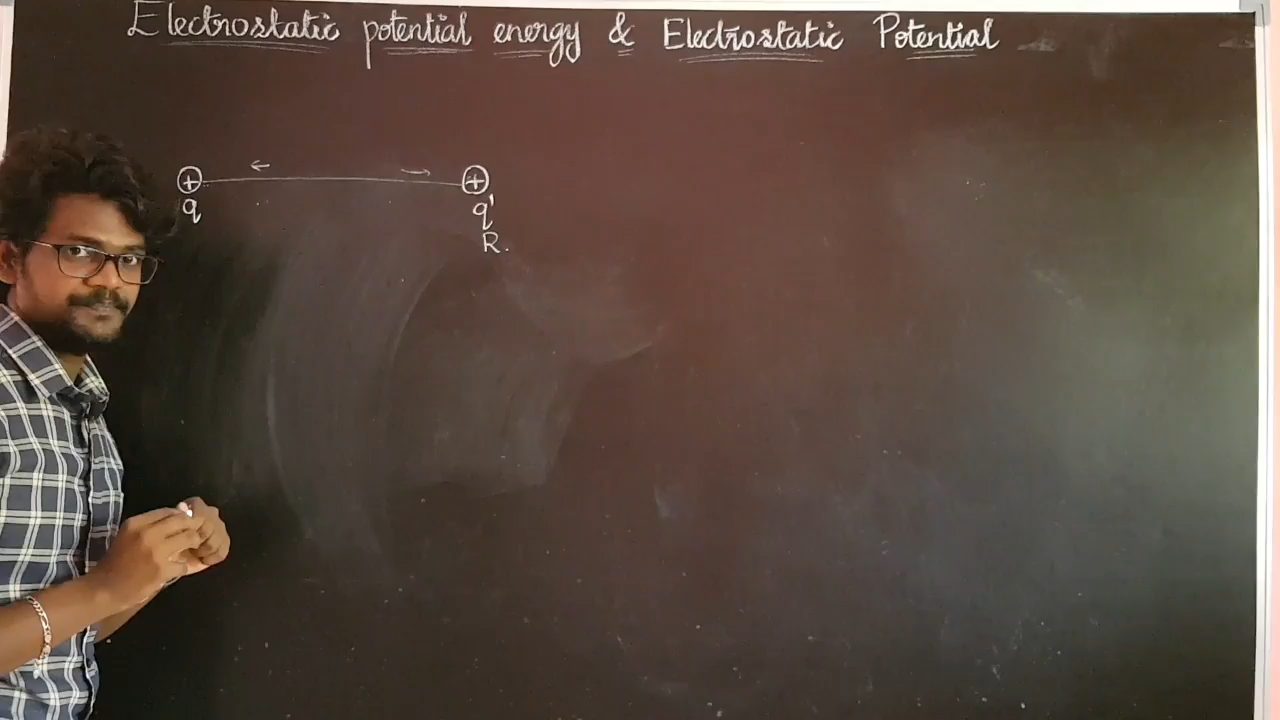 Electrostatic potential energy & Electrostatic Potential
← →
+ +
q q'
R.